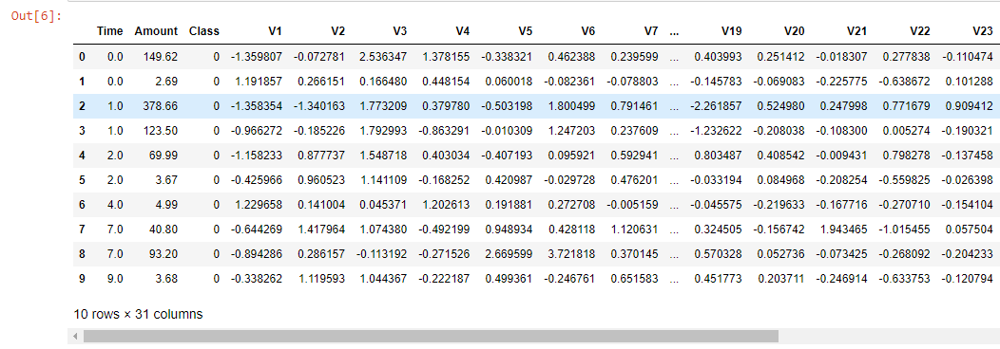 Out[6]:
Time Amount Class V1 V2 V3 V4 V5 V6 V7 ... V19 V20 V21 V22 V23
0 0.0 149.62 0 -1.359807 -0.072781 2.536347 1.378155 -0.338321 0.462388 0.239599 ... 0.403993 0.251412 -0.018307 0.277838 -0.110474
1 0.0 2.69 0 1.191857 0.266151 0.166480 0.448154 0.060018 -0.082361 -0.078803 ... -0.145783 -0.069083 -0.225775 -0.638672 0.101288
2 1.0 378.66 0 -1.358354 -1.340163 1.773209 0.379780 -0.503198 1.800499 0.791461 ... -2.261857 0.524980 0.247998 0.771679 0.909412
3 1.0 123.50 0 -0.966272 -0.185226 1.792993 -0.863291 -0.010309 1.247203 0.237609 ... -1.232622 -0.208038 -0.108300 0.005274 -0.190321
4 2.0 69.99 0 -1.158233 0.877737 1.548718 0.403034 -0.407193 0.095921 0.592941 ... 0.803487 0.408542 -0.009431 0.798278 -0.137458
5 2.0 3.67 0 -0.425966 0.960523 1.141109 -0.168252 0.420987 -0.029728 0.476201 ... -0.033194 0.084968 -0.208254 -0.559825 -0.026398
6 4.0 4.99 0 1.229658 0.141004 0.045371 1.202613 0.191881 0.272708 -0.005159 ... -0.045575 -0.219633 -0.167716 -0.270710 -0.154104
7 7.0 40.80 0 -0.644269 1.417964 1.074380 -0.492199 0.948934 0.428118 1.120631 ... 0.324505 -0.156742 1.943465 -1.015455 0.057504
8 7.0 93.20 0 -0.894286 0.286157 -0.113192 -0.271526 2.669599 3.721818 0.370145 ... 0.570328 0.052736 -0.073425 -0.268092 -0.204233
9 9.0 3.68 0 -0.338262 1.119593 1.044367 -0.222187 0.499361 -0.246761 0.651583 ... 0.451773 0.203711 -0.246914 -0.633753 -0.120794
10 rows × 31 columns